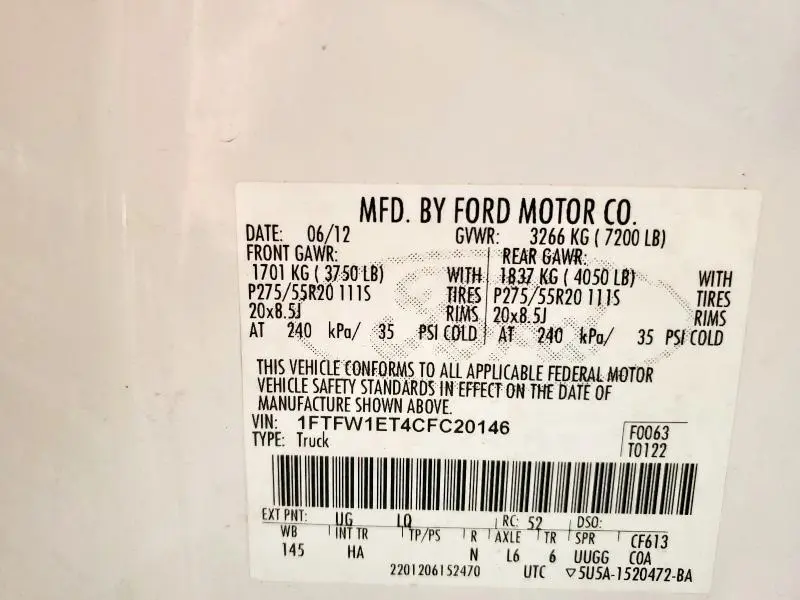 MFD. BY FORD MOTOR CO.
DATE: 06/12 GVWR: 3266 KG ( 7200 LB)
FRONT GAWR: REAR GAWR:
1701 KG ( 3750 LB) WITH 1837 KG ( 4050 LB) WITH
P275/55R20 111S TIRES P275/55R20 111S TIRES
20x8.5J RIMS 20x8.5J RIMS
AT 240 kPa/ 35 PSI COLD AT 240 kPa/ 35 PSI COLD
THIS VEHICLE CONFORMS TO ALL APPLICABLE FEDERAL MOTOR
VEHICLE SAFETY STANDARDS IN EFFECT ON THE DATE OF
MANUFACTURE SHOWN ABOVE.
VIN: 1FTFW1ET4CFC20146 F0063
TYPE: Truck T0122
EXT PNT: UG LQ RC: 52 DSO:
WB INT TR TP/PS R AXLE TR SPR CF613
145 HA N L6 6 UUGG COA
2201206152470 UTC ▽5U5A-1520472-BA